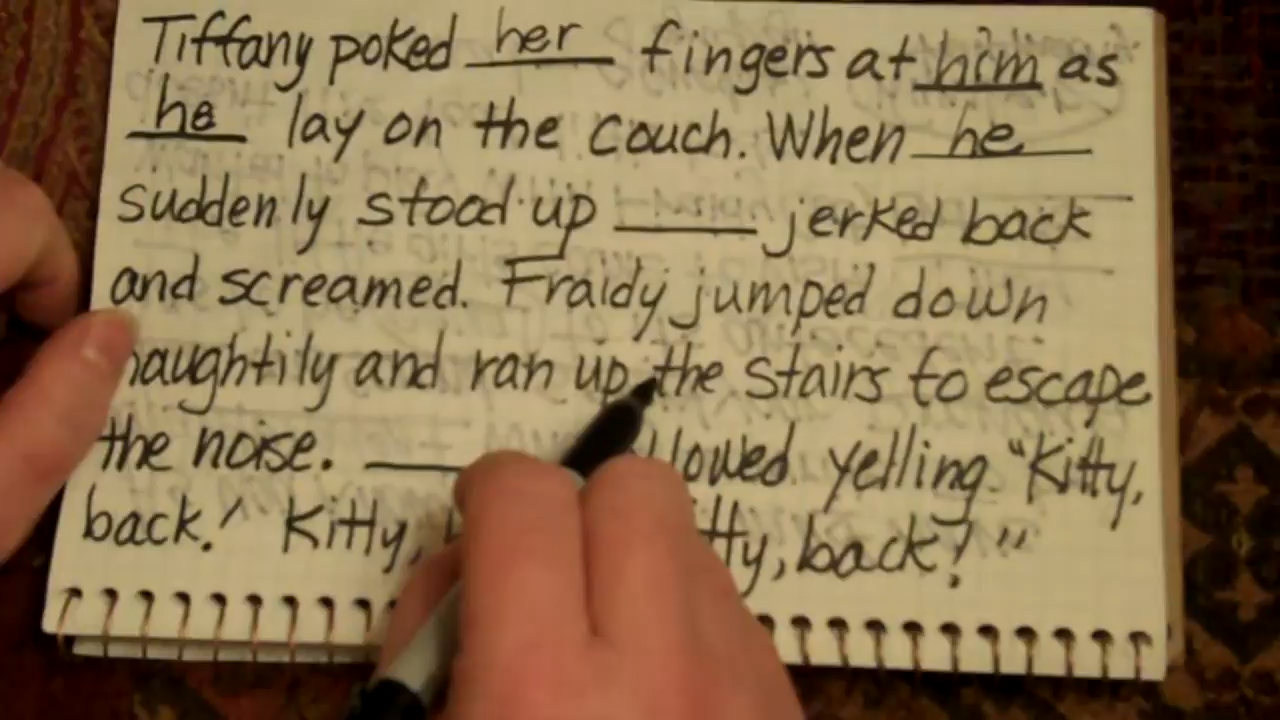 Tiffany poked her fingers at him as
he lay on the couch. When he
suddenly stood up ____ jerked back
and screamed. Fraidy jumped down
naughtily and ran up the stairs to escape
the noise. ____ llowed yelling "Kitty,
back! Kitty, tty, back!"